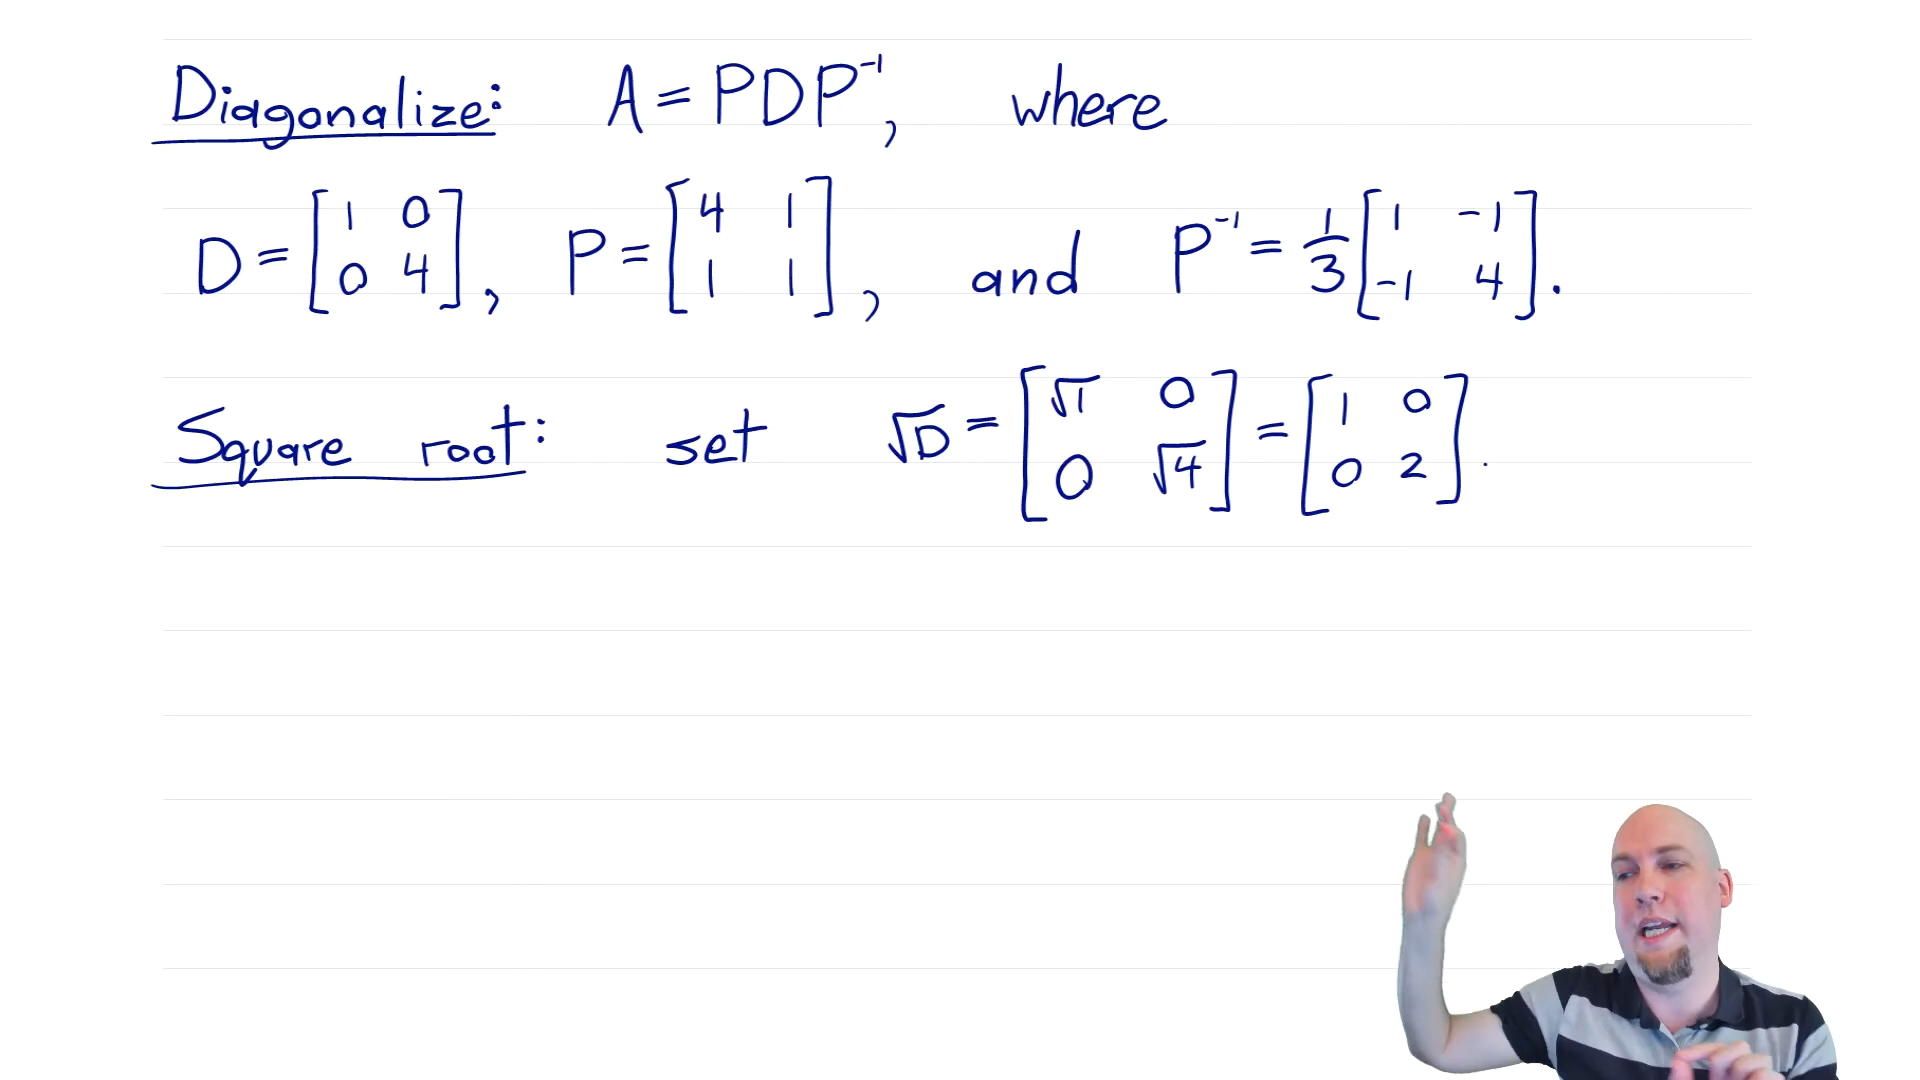 Diagonalize: A = PDP⁻¹, where
D = [1 0; 0 4], P = [4 1; 1 1], and P⁻¹ = 1/3 [1 -1; -1 4].
Square root: set √D = [√1 0; 0 √4] = [1 0; 0 2].